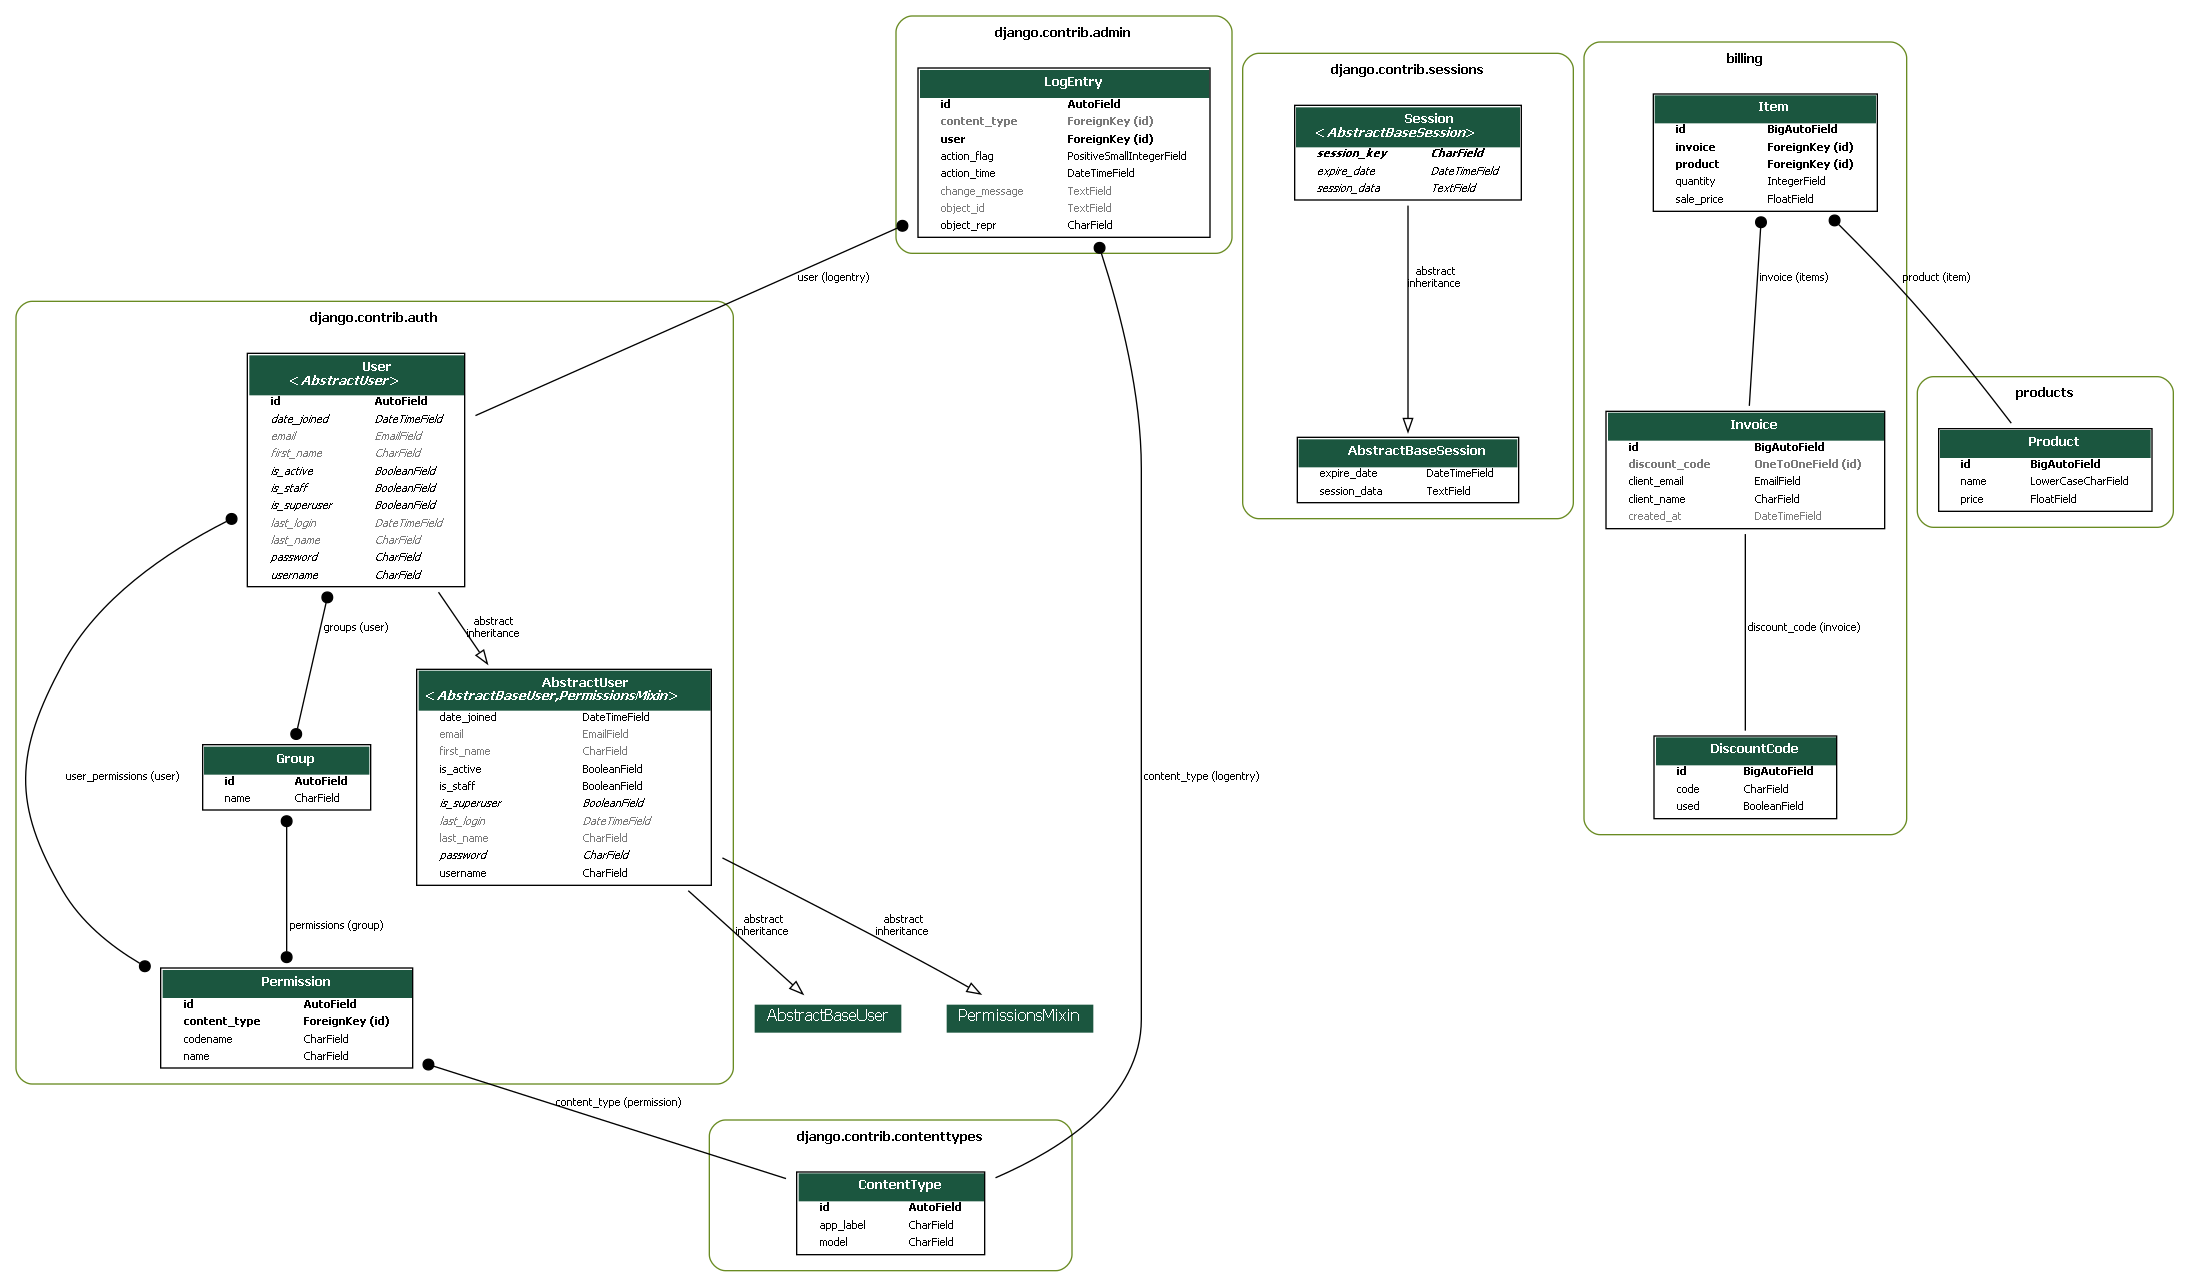 django.contrib.admin
LogEntry
id AutoField
content_type ForeignKey (id)
user ForeignKey (id)
action_flag PositiveSmallIntegerField
action_time DateTimeField
change_message TextField
object_id TextField
object_repr CharField
django.contrib.sessions
Session
<AbstractBaseSession>
session_key CharField
expire_date DateTimeField
session_data TextField
abstract
inheritance
AbstractBaseSession
expire_date DateTimeField
session_data TextField
billing
Item
id BigAutoField
invoice ForeignKey (id)
product ForeignKey (id)
quantity IntegerField
sale_price FloatField
invoice (items)
product (item)
Invoice
id BigAutoField
discount_code OneToOneField (id)
client_email EmailField
client_name CharField
created_at DateTimeField
discount_code (invoice)
DiscountCode
id BigAutoField
code CharField
used BooleanField
products
Product
id BigAutoField
name LowerCaseCharField
price FloatField
user (logentry)
django.contrib.auth
User
<AbstractUser>
id AutoField
date_joined DateTimeField
email EmailField
first_name CharField
is_active BooleanField
is_staff BooleanField
is_superuser BooleanField
last_login DateTimeField
last_name CharField
password CharField
username CharField
groups (user)
abstract
inheritance
AbstractUser
<AbstractBaseUser,PermissionsMixin>
date_joined DateTimeField
email EmailField
first_name CharField
is_active BooleanField
is_staff BooleanField
is_superuser BooleanField
last_login DateTimeField
last_name CharField
password CharField
username CharField
Group
id AutoField
name CharField
user_permissions (user)
content_type (logentry)
permissions (group)
abstract
inheritance
abstract
inheritance
Permission
id AutoField
content_type ForeignKey (id)
codename CharField
name CharField
AbstractBaseUser
PermissionsMixin
content_type (permission)
django.contrib.contenttypes
ContentType
id AutoField
app_label CharField
model CharField